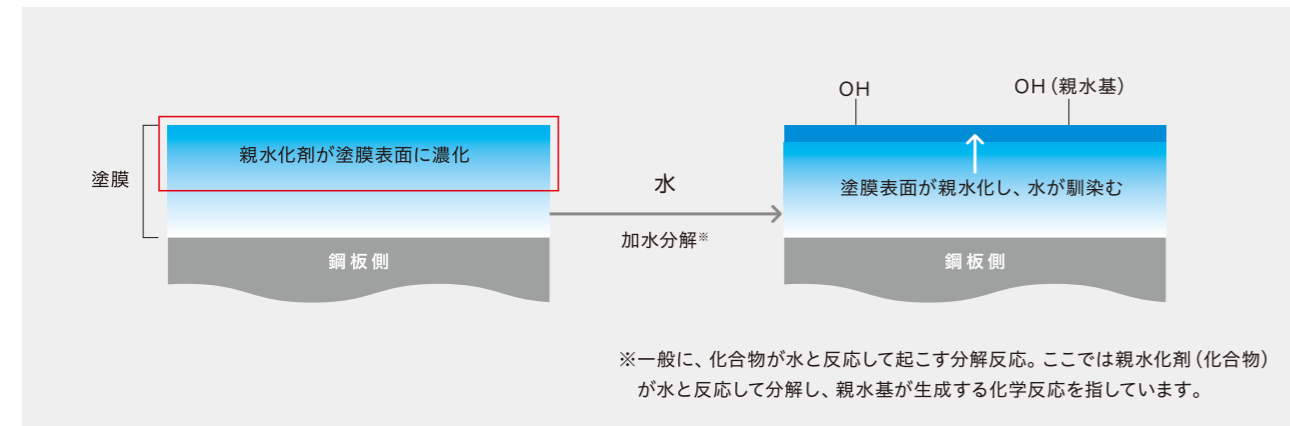 OH
OH（親水基）
親水化剤が塗膜表面に濃化
塗膜
水
塗膜表面が親水化し、水が馴染む
加水分解※
鋼板側
鋼板側
※一般に、化合物が水と反応して起こす分解反応。ここでは親水化剤（化合物）
が水と反応して分解し、親水基が生成する化学反応を指しています。